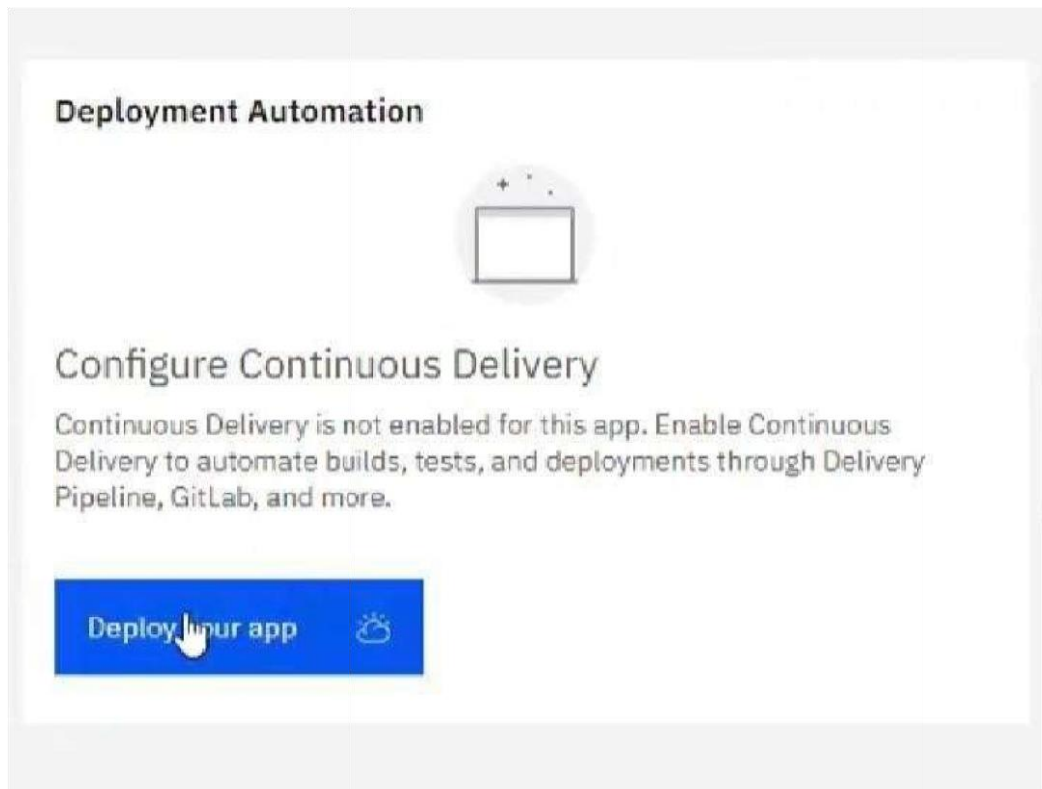 Deployment Automation
Configure Continuous Delivery
Continuous Delivery is not enabled for this app. Enable Continuous
Delivery to automate builds, tests, and deployments through Delivery
Pipeline, GitLab, and more.
Deploy your app